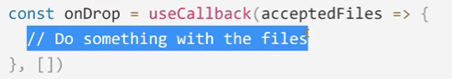 const onDrop = useCallback(acceptedFiles => {
// Do something with the files
}, [])